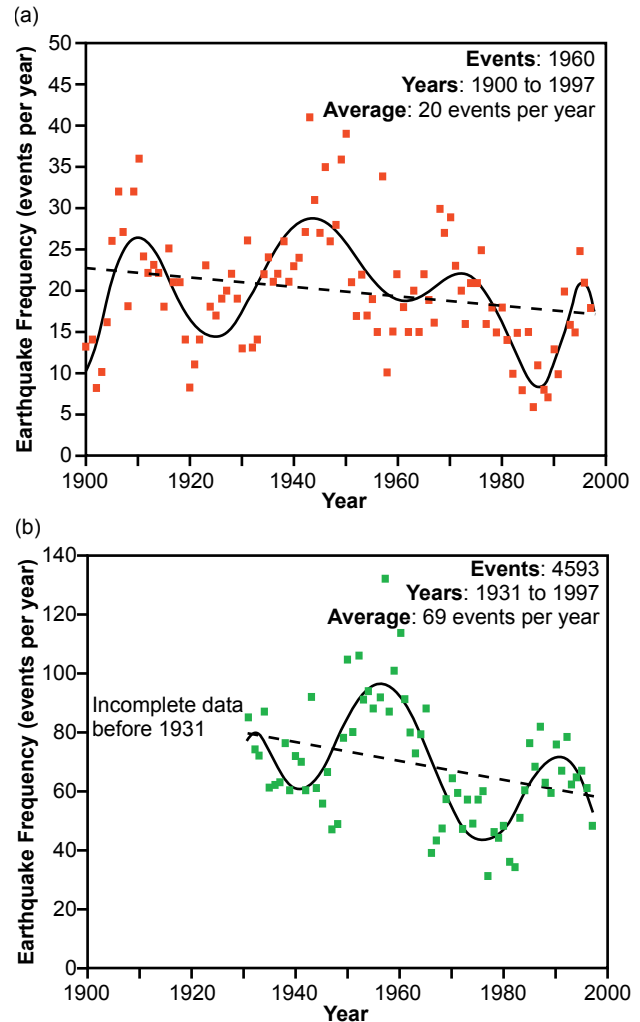 (a)
Earthquake Frequency (events per year)
50
45
40
35
30
25
20
15
10
5
0
Events: 1960
Years: 1900 to 1997
Average: 20 events per year
1900 1920 1940 1960 1980 2000
Year
(b)
Earthquake Frequency (events per year)
140
120
100
80
60
40
20
0
Events: 4593
Years: 1931 to 1997
Average: 69 events per year
Incomplete data
before 1931
1900 1920 1940 1960 1980 2000
Year